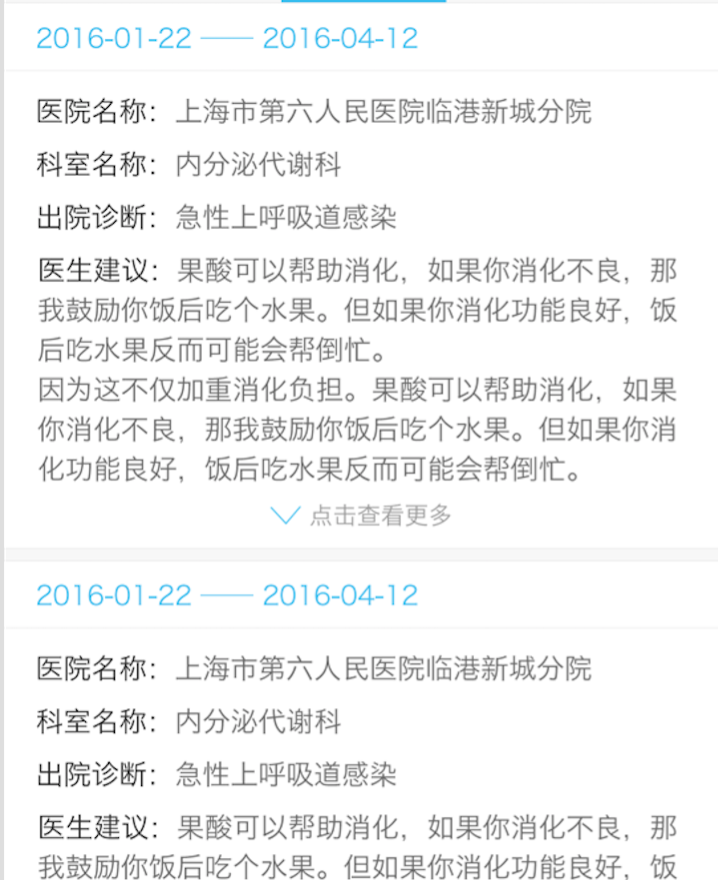 2016-01-22 —— 2016-04-12
医院名称：上海市第六人民医院临港新城分院
科室名称：内分泌代谢科
出院诊断：急性上呼吸道感染
医生建议：果酸可以帮助消化，如果你消化不良，那
我鼓励你饭后吃个水果。但如果你消化功能良好，饭
后吃水果反而可能会帮倒忙。
因为这不仅加重消化负担。果酸可以帮助消化，如果
你消化不良，那我鼓励你饭后吃个水果。但如果你消
化功能良好，饭后吃水果反而可能会帮倒忙。
点击查看更多
2016-01-22 —— 2016-04-12
医院名称：上海市第六人民医院临港新城分院
科室名称：内分泌代谢科
出院诊断：急性上呼吸道感染
医生建议：果酸可以帮助消化，如果你消化不良，那
我鼓励你饭后吃个水果。但如果你消化功能良好，饭